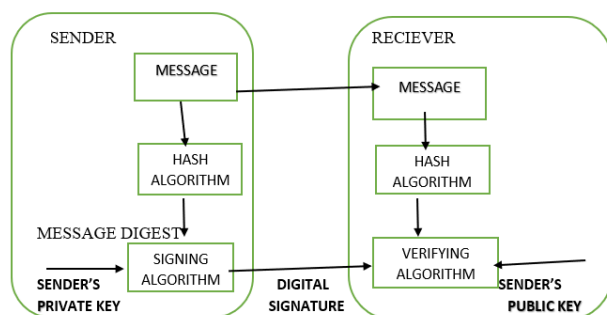 SENDER
RECIEVER
MESSAGE
MESSAGE
HASH
ALGORITHM
HASH
ALGORITHM
MESSAGE DIGEST
SIGNING
ALGORITHM
VERIFYING
ALGORITHM
SENDER'S
PRIVATE KEY
DIGITAL
SIGNATURE
SENDER'S
PUBLIC KEY